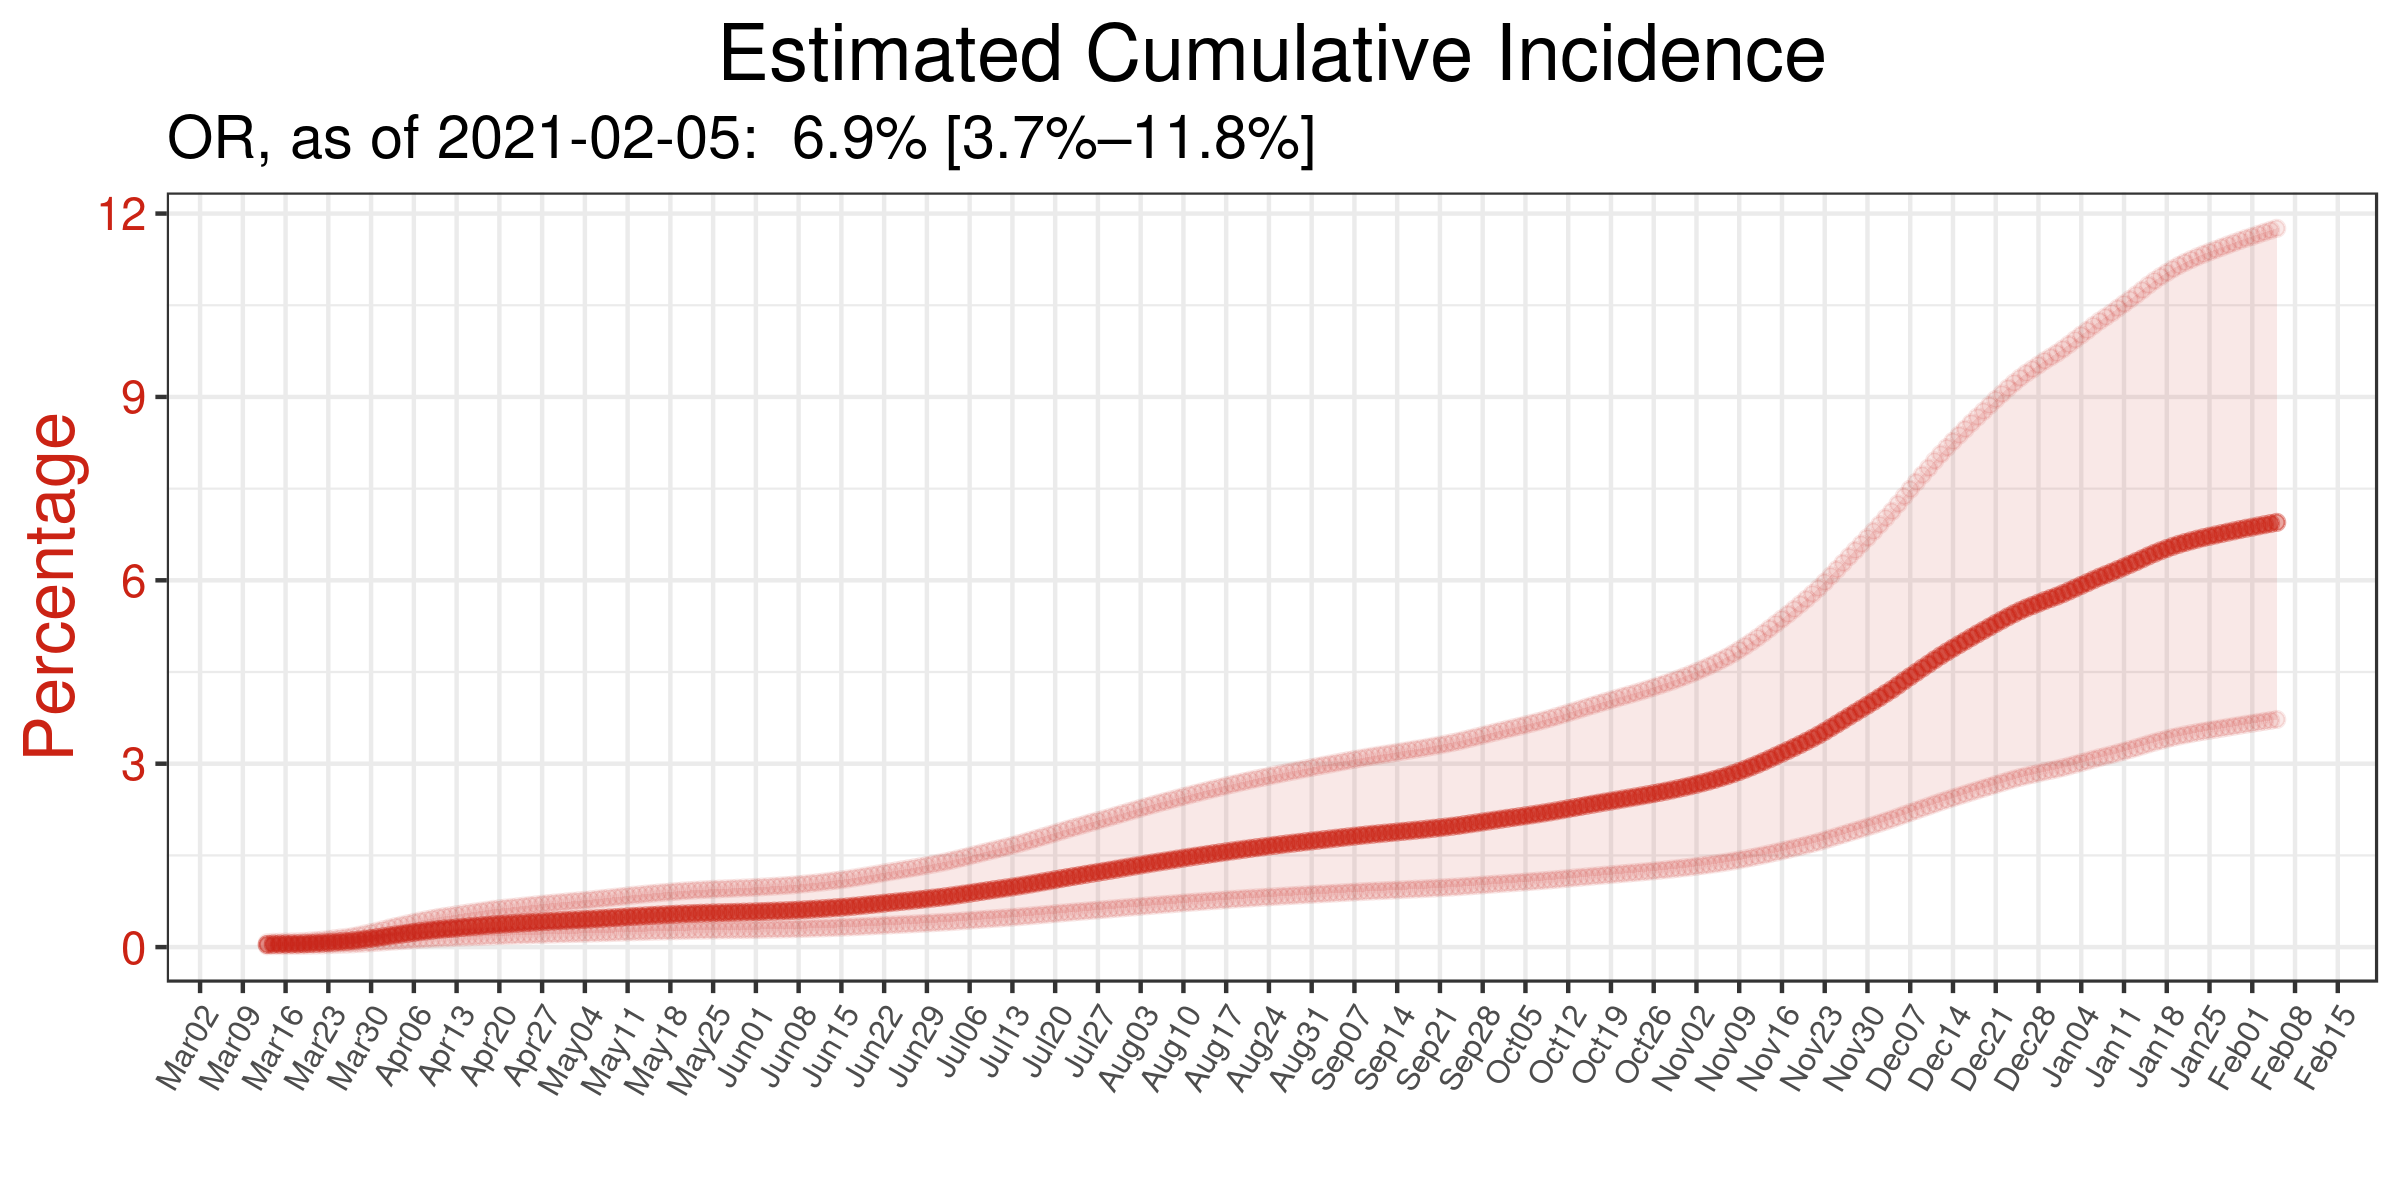 Estimated Cumulative Incidence
OR, as of 2021-02-05:  6.9% [3.7%–11.8%]
Percentage
12
9
6
3
0
Mar02
Mar09
Mar16
Mar23
Mar30
Apr06
Apr13
Apr20
Apr27
May04
May11
May18
May25
Jun01
Jun08
Jun15
Jun22
Jun29
Jul06
Jul13
Jul20
Jul27
Aug03
Aug10
Aug17
Aug24
Aug31
Sep07
Sep14
Sep21
Sep28
Oct05
Oct12
Oct19
Oct26
Nov02
Nov09
Nov16
Nov23
Nov30
Dec07
Dec14
Dec21
Dec28
Jan04
Jan11
Jan18
Jan25
Feb01
Feb08
Feb15